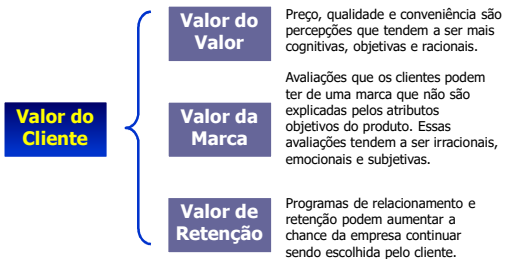 Valor do
Cliente
Valor do
Valor
Preço, qualidade e conveniência são
percepções que tendem a ser mais
cognitivas, objetivas e racionais.
Valor da
Marca
Avaliações que os clientes podem
ter de uma marca que não são
explicadas pelos atributos
objetivos do produto. Essas
avaliações tendem a ser irracionais,
emocionais e subjetivas.
Valor de
Retenção
Programas de relacionamento e
retenção podem aumentar a
chance da empresa continuar
sendo escolhida pelo cliente.